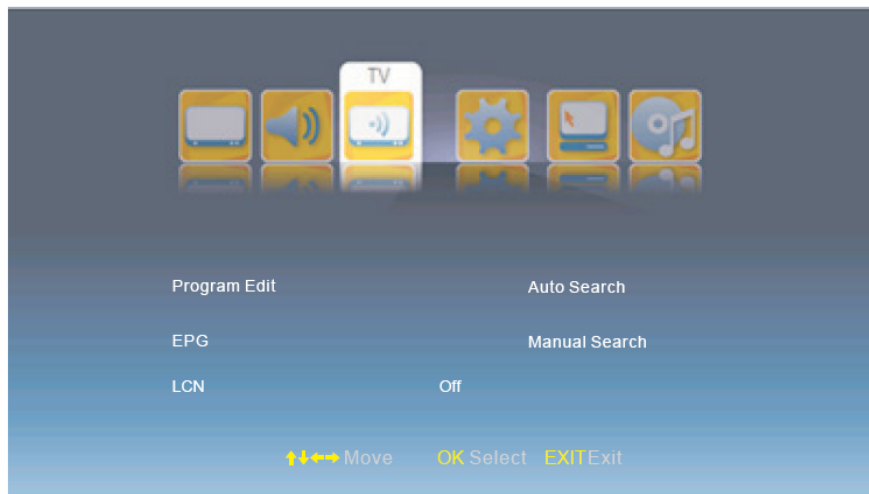 TV
Program Edit Auto Search
EPG Manual Search
LCN Off
Move OK Select EXITExit